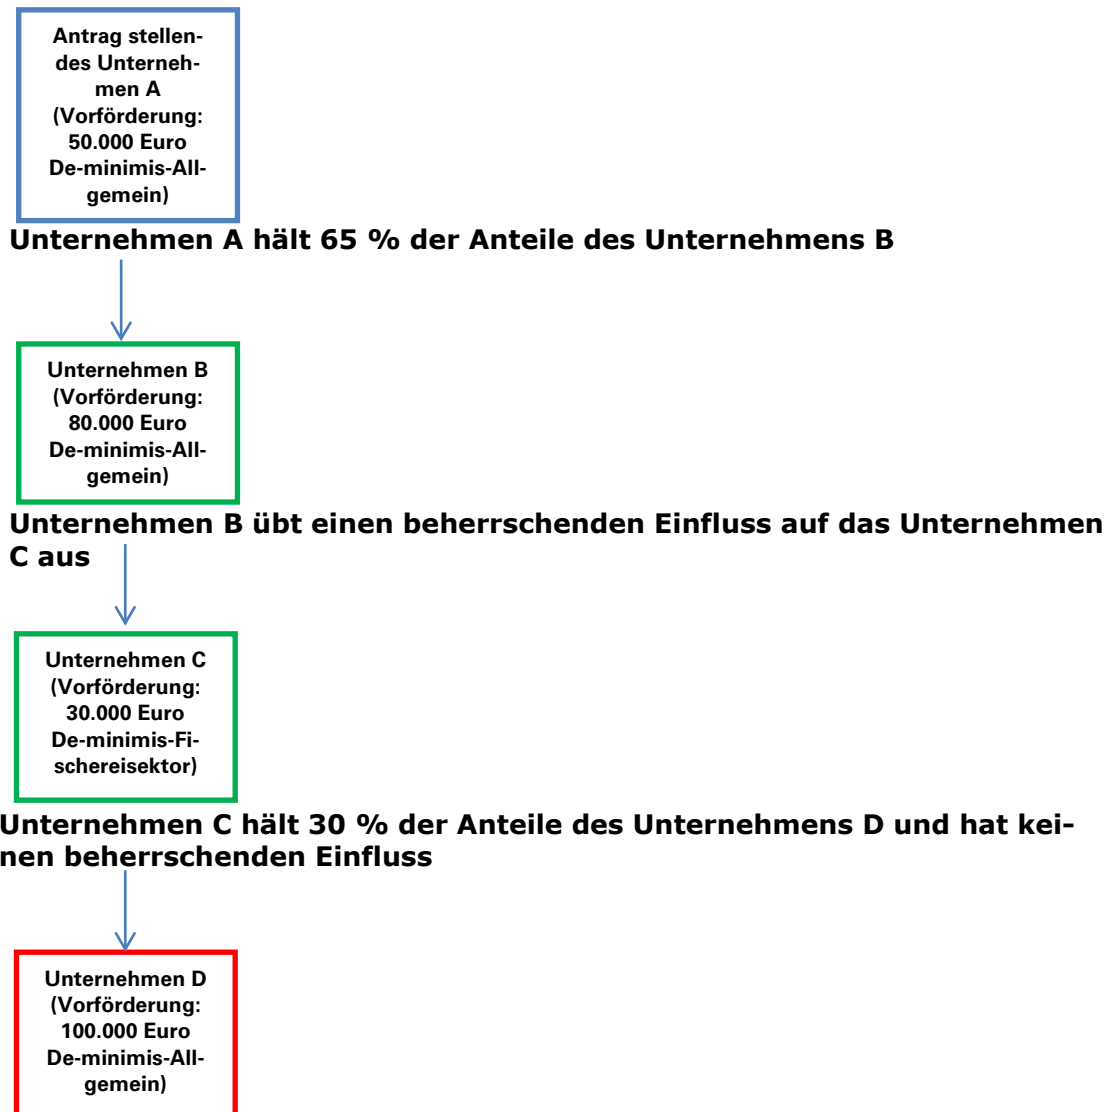 Antrag stellen-
des Unterneh-
men A
(Vorförderung:
50.000 Euro
De-minimis-All-
gemein)
Unternehmen A hält 65 % der Anteile des Unternehmens B
Unternehmen B
(Vorförderung:
80.000 Euro
De-minimis-All-
gemein)
Unternehmen B übt einen beherrschenden Einfluss auf das Unternehmen
C aus
Unternehmen C
(Vorförderung:
30.000 Euro
De-minimis-Fi-
schereisektor)
Unternehmen C hält 30 % der Anteile des Unternehmens D und hat kei-
nen beherrschenden Einfluss
Unternehmen D
(Vorförderung:
100.000 Euro
De-minimis-All-
gemein)